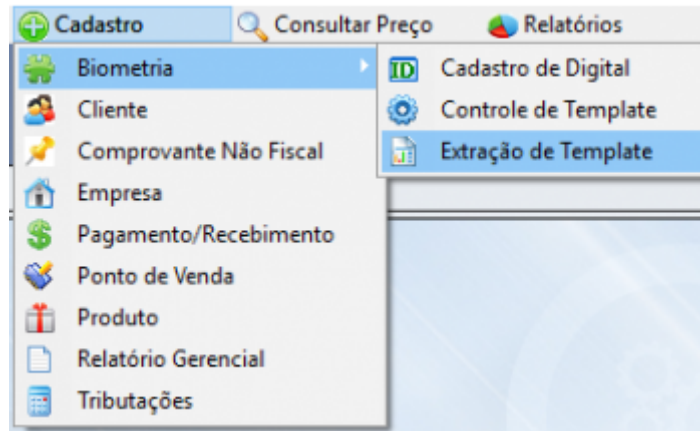 Cadastro Consultar Preço Relatórios
Biometria ID Cadastro de Digital
Cliente Controle de Template
Comprovante Não Fiscal Extração de Template
Empresa
Pagamento/Recebimento
Ponto de Venda
Produto
Relatório Gerencial
Tributações